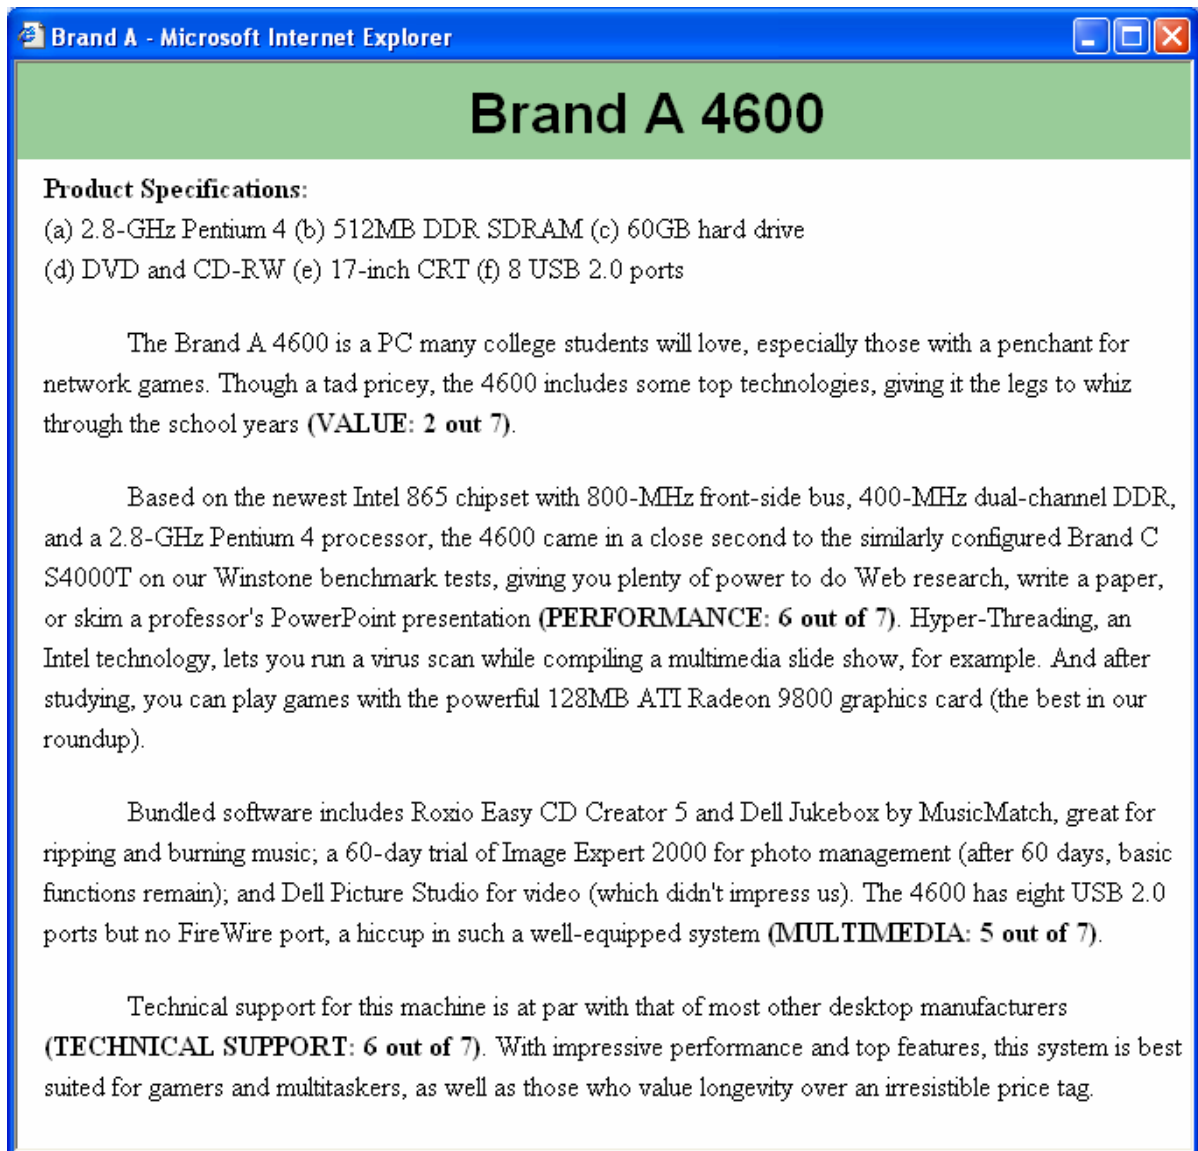 Brand A - Microsoft Internet Explorer
Brand A 4600
Product Specifications:
(a) 2.8-GHz Pentium 4 (b) 512MB DDR SDRAM (c) 60GB hard drive
(d) DVD and CD-RW (e) 17-inch CRT (f) 8 USB 2.0 ports
The Brand A 4600 is a PC many college students will love, especially those with a penchant for
network games. Though a tad pricey, the 4600 includes some top technologies, giving it the legs to whiz
through the school years (VALUE: 2 out 7).
Based on the newest Intel 865 chipset with 800-MHz front-side bus, 400-MHz dual-channel DDR,
and a 2.8-GHz Pentium 4 processor, the 4600 came in a close second to the similarly configured Brand C
S4000T on our Winstone benchmark tests, giving you plenty of power to do Web research, write a paper,
or skim a professor's PowerPoint presentation (PERFORMANCE: 6 out of 7). Hyper-Threading, an
Intel technology, lets you run a virus scan while compiling a multimedia slide show, for example. And after
studying, you can play games with the powerful 128MB ATI Radeon 9800 graphics card (the best in our
roundup).
Bundled software includes Roxio Easy CD Creator 5 and Dell Jukebox by MusicMatch, great for
ripping and burning music; a 60-day trial of Image Expert 2000 for photo management (after 60 days, basic
functions remain); and Dell Picture Studio for video (which didn't impress us). The 4600 has eight USB 2.0
ports but no FireWire port, a hiccup in such a well-equipped system (MULTIMEDIA: 5 out of 7).
Technical support for this machine is at par with that of most other desktop manufacturers
(TECHNICAL SUPPORT: 6 out of 7). With impressive performance and top features, this system is best
suited for gamers and multitaskers, as well as those who value longevity over an irresistible price tag.